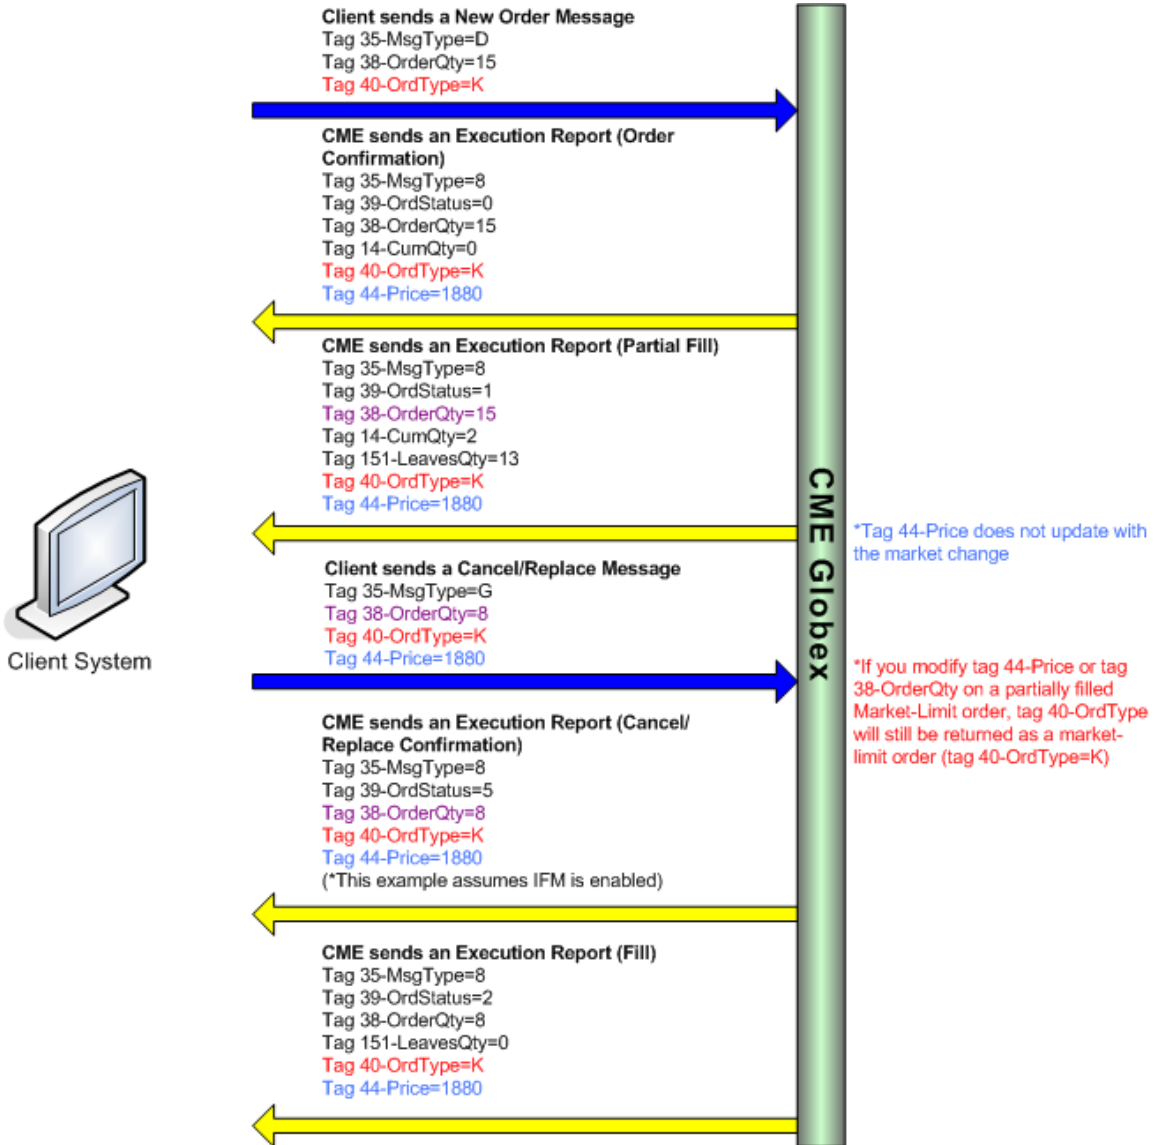 Client sends a New Order Message
Tag 35-MsgType=D
Tag 38-OrderQty=15
Tag 40-OrdType=K
CME sends an Execution Report (Order
Confirmation)
Tag 35-MsgType=8
Tag 39-OrdStatus=0
Tag 38-OrderQty=15
Tag 14-CumQty=0
Tag 40-OrdType=K
Tag 44-Price=1880
CME sends an Execution Report (Partial Fill)
Tag 35-MsgType=8
Tag 39-OrdStatus=1
Tag 38-OrderQty=15
Tag 14-CumQty=2
Tag 151-LeavesQty=13
Tag 40-OrdType=K
Tag 44-Price=1880
Client sends a Cancel/Replace Message
Tag 35-MsgType=G
Tag 38-OrderQty=8
Tag 40-OrdType=K
Tag 44-Price=1880
CME sends an Execution Report (Cancel/
Replace Confirmation)
Tag 35-MsgType=8
Tag 39-OrdStatus=5
Tag 38-OrderQty=8
Tag 40-OrdType=K
Tag 44-Price=1880
(*This example assumes IFM is enabled)
CME sends an Execution Report (Fill)
Tag 35-MsgType=8
Tag 39-OrdStatus=2
Tag 38-OrderQty=8
Tag 151-LeavesQty=0
Tag 40-OrdType=K
Tag 44-Price=1880
Client System
CME Globex
*Tag 44-Price does not update with
the market change
*If you modify tag 44-Price or tag
38-OrderQty on a partially filled
Market-Limit order, tag 40-OrdType
will still be returned as a market-
limit order (tag 40-OrdType=K)